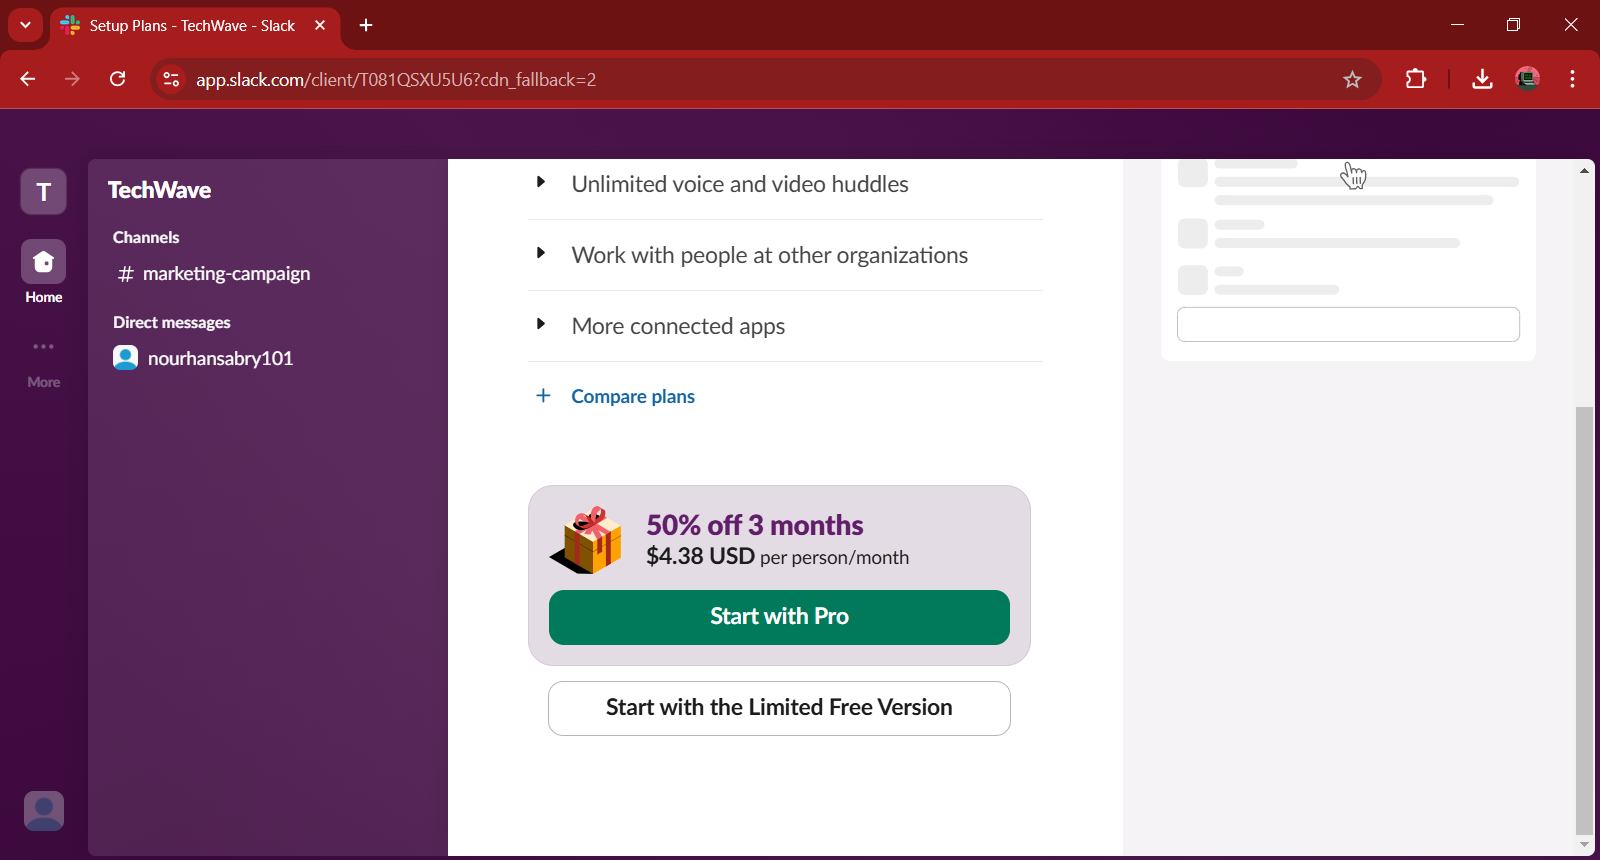 Setup Plans - TechWave - Slack
app.slack.com/client/T081QSXU5U6?cdn_fallback=2
T
Home
More
TechWave
Channels
# marketing-campaign
Direct messages
nourhansabry101
Unlimited voice and video huddles
Work with people at other organizations
More connected apps
+ Compare plans
50% off 3 months
$4.38 USD per person/month
Start with Pro
Start with the Limited Free Version